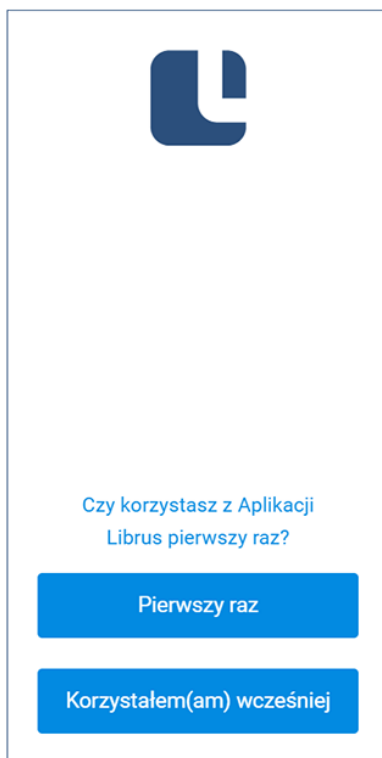 Czy korzystasz z Aplikacji
Librus pierwszy raz?
Pierwszy raz
Korzystałem(am) wcześniej